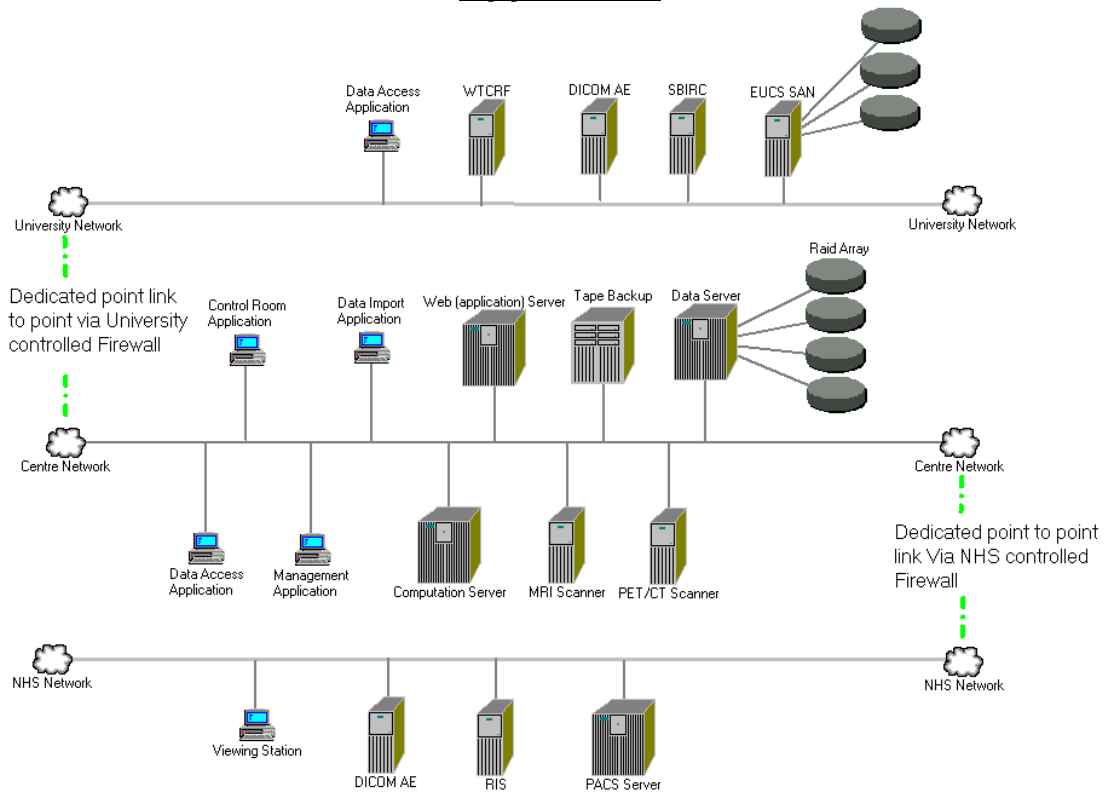 Data Access
Application
WTCRF
DICOM AE
SBIRC
EUCS SAN
University Network
University Network
Raid Array
Dedicated point link
to point via University
controlled Firewall
Control Room
Application
Data Import
Application
Web (application) Server
Tape Backup
Data Server
Centre Network
Centre Network
Data Access
Application
Management
Application
Computation Server
MRI Scanner
PET/CT Scanner
Dedicated point to point
link Via NHS controlled
Firewall
NHS Network
NHS Network
Viewing Station
DICOM AE
RIS
PACS Server